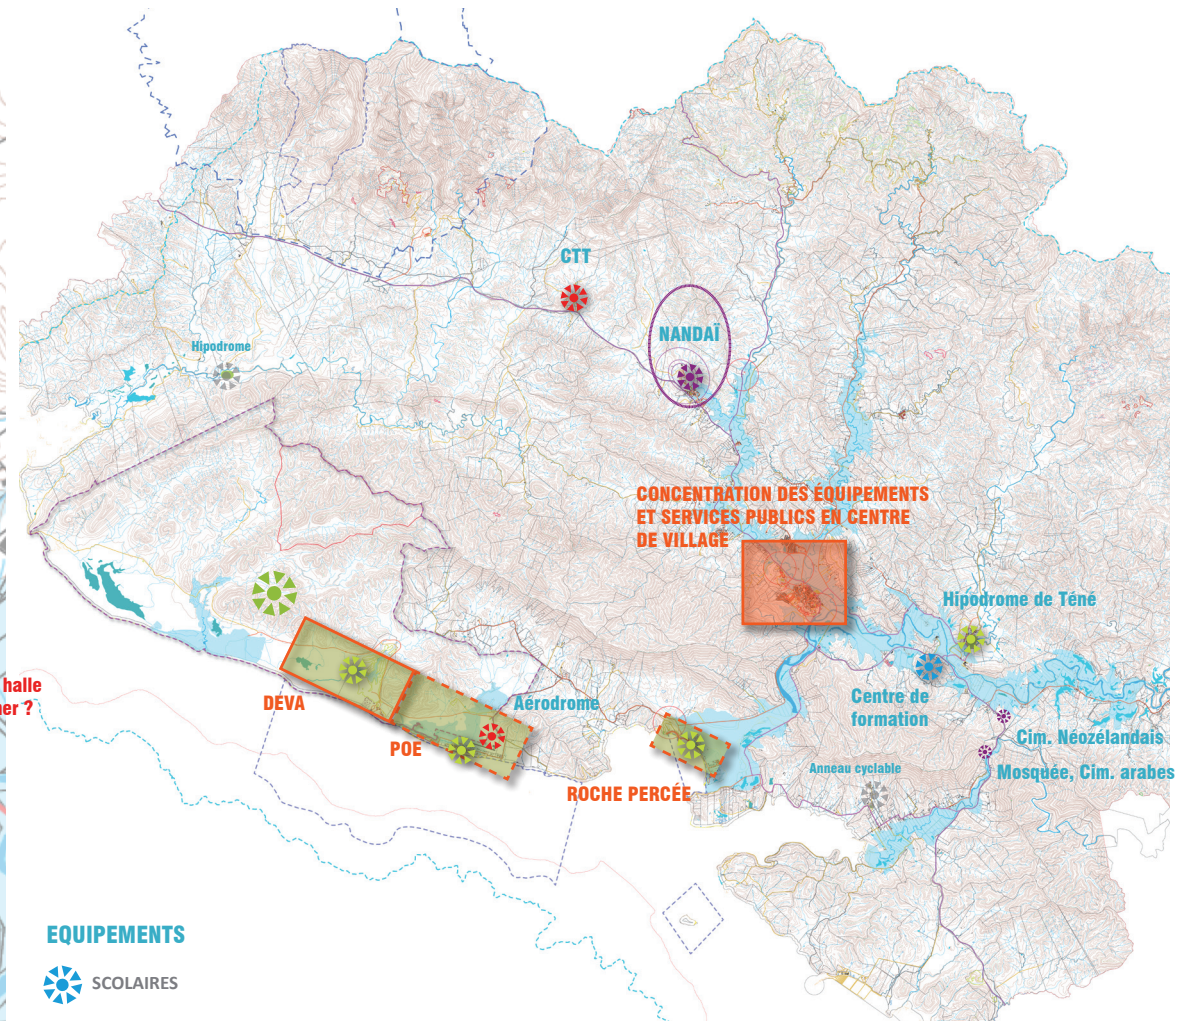 CTT
NANDAÏ
Hipodrome
CONCENTRATION DES ÉQUIPEMENTS
ET SERVICES PUBLICS EN CENTRE
DE VILLAGE
Hipodrome de Téné
halle
her ?
DEVA
Aérodrome
Centre de
formation
POE
Cim. Néozélandais
Anneau cyclable
Mosquée, Cim. arabes
ROCHE PERCÉE
EQUIPEMENTS
SCOLAIRES